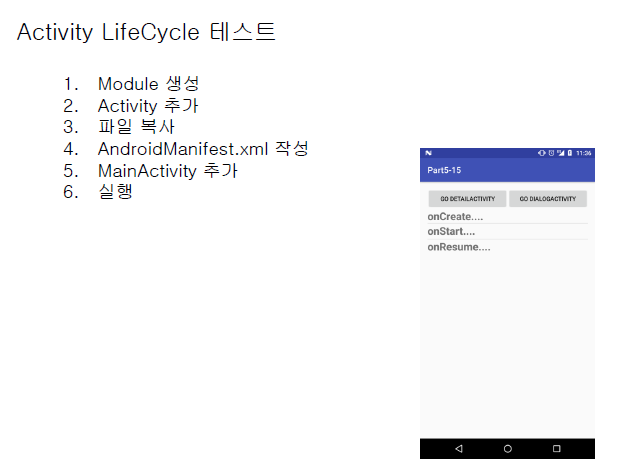 Activity LifeCycle 테스트
1. Module 생성
2. Activity 추가
3. 파일 복사
4. AndroidManifest.xml 작성
5. MainActivity 추가
6. 실행
11:26
Part5-15
GO DETAILACTIVITY GO DIALOGACTIVITY
onCreate....
onStart....
onResume....